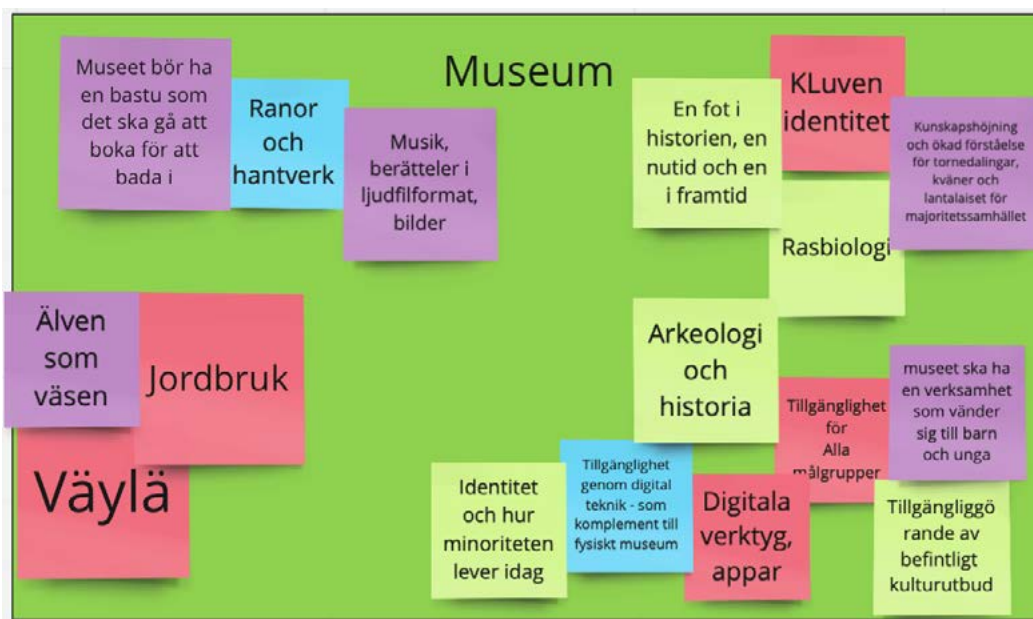 Museum
Museet bör ha
en bastu som
det ska gå att
boka för att
bada i
Ranor
och
hantverk
Musik,
berätteler i
ljudfilformat,
bilder
En fot i
historien, en
nutid och en
i framtid
KLuven
identitet
Kunskapshöjning
och ökad förståelse
för tornedalingar,
kväner och
lantalaiset för
majoritetssamhället
Rasbiologi
Älven
som
väsen
Jordbruk
Väylä
Arkeologi
och
historia
Tillgänglighet
för
Alla
målgrupper
museet ska ha
en verksamhet
som vänder
sig till barn
och unga
Identitet
och hur
minoriteten
lever idag
Tillgänglighet
genom digital
teknik - som
komplement till
fysiskt museum
Digitala
verktyg,
appar
Tillgängliggö
rande av
befintligt
kulturutbud